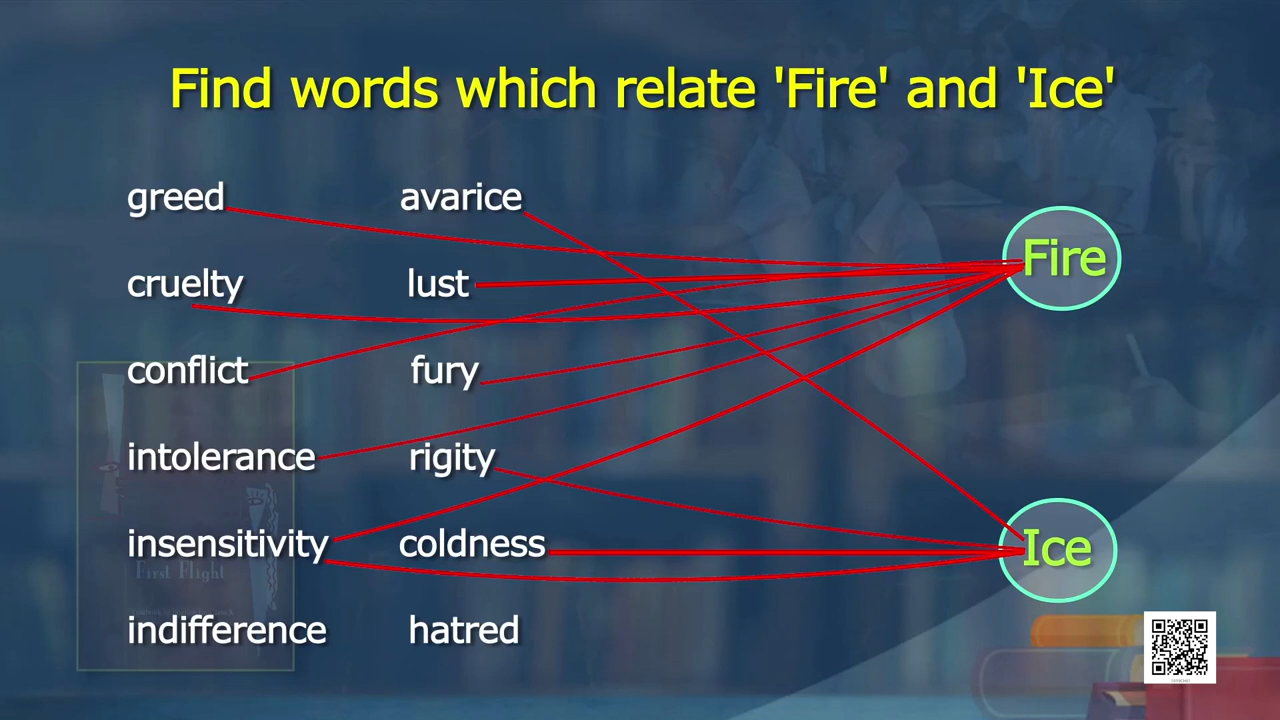 Find words which relate 'Fire' and 'Ice'
greed avarice
Fire
cruelty lust
conflict fury
intolerance rigity
insensitivity coldness
Ice
First Flight
indifference hatred